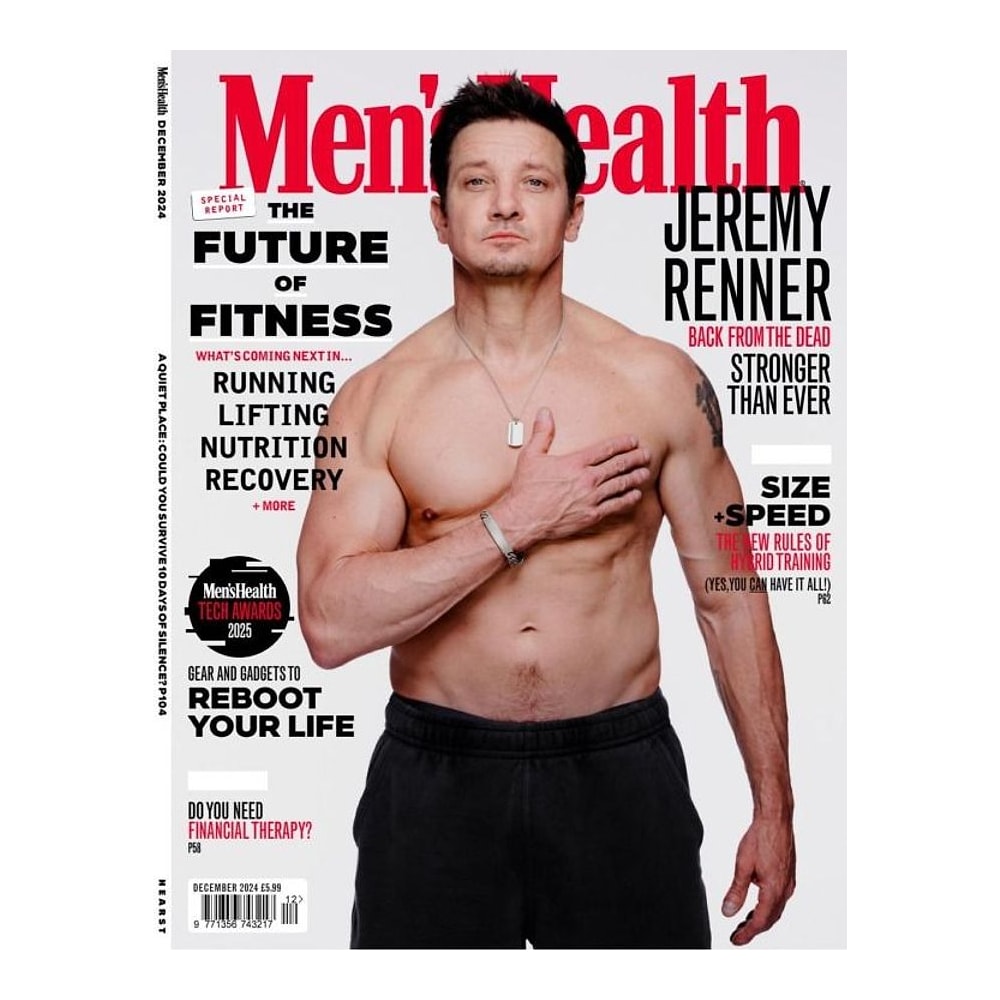 Men's Health
SPECIAL
REPORT
THE
FUTURE
OF
FITNESS
WHAT'S COMING NEXT IN...
RUNNING
LIFTING
NUTRITION
RECOVERY
+ MORE
Men'sHealth
TECH AWARDS
2025
GEAR AND GADGETS TO
REBOOT
YOUR LIFE
DO YOU NEED
FINANCIAL THERAPY?
P58
DECEMBER 2024 £5.99
12>
9 771356 743217
JEREMY
RENNER
BACK FROM THE DEAD
STRONGER
THAN EVER
SIZE
+SPEED
THE NEW RULES OF
HYBRID TRAINING
(YES, YOU CAN HAVE IT ALL!)
P62
Men'sHealth DECEMBER 2024
A QUIET PLACE: COULD YOU SURVIVE 10 DAYS OF SILENCE? P104
HEARST